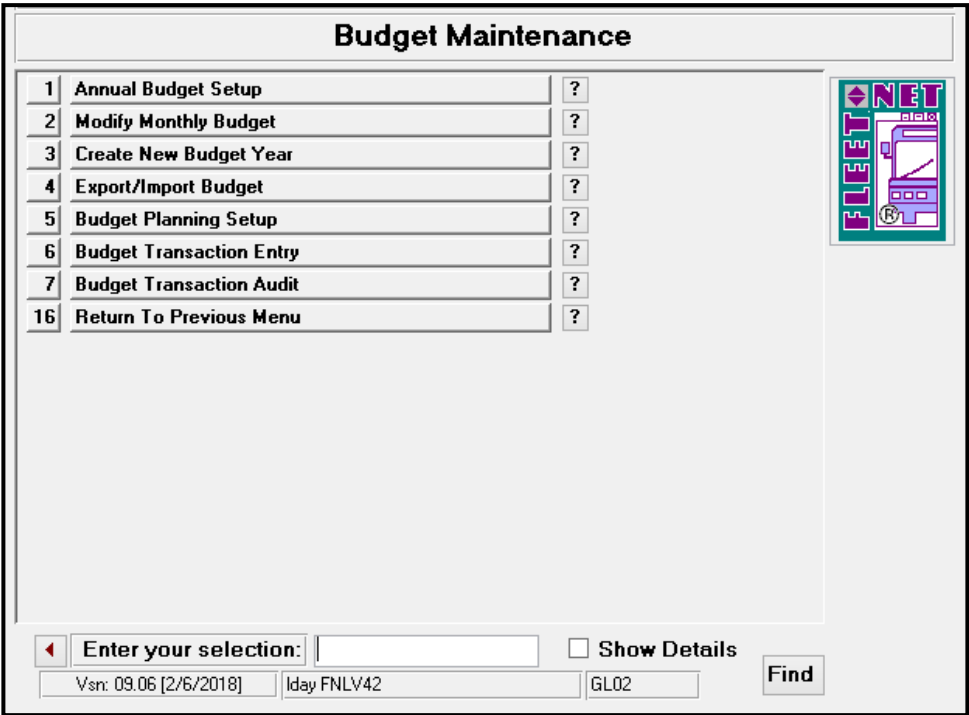 Budget Maintenance
1 Annual Budget Setup ?
2 Modify Monthly Budget ?
3 Create New Budget Year ?
4 Export/Import Budget ?
5 Budget Planning Setup ?
6 Budget Transaction Entry ?
7 Budget Transaction Audit ?
16 Return To Previous Menu ?
FLEET NET
®
Enter your selection: Show Details
Find
Vsn: 09.06 [2/6/2018] lday FNLV42 GL02